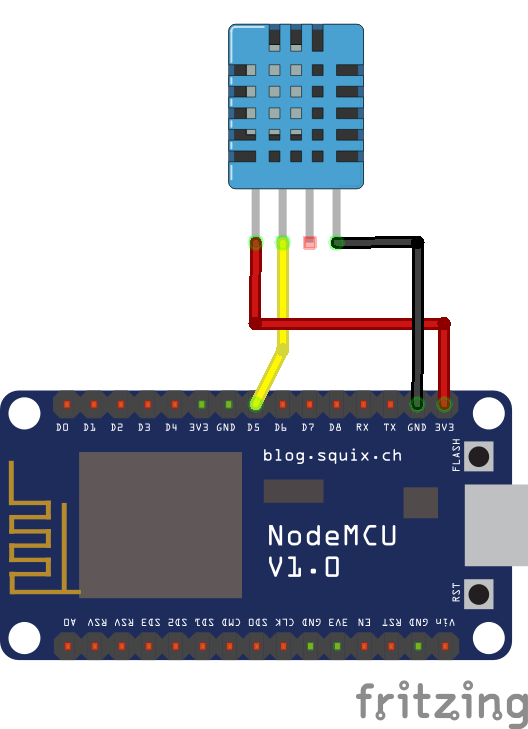 D0 D1 D2 D3 D4 3V3 GND D5 D6 D7 D8 RX TX GND 3V3
FLASH
blog.squix.ch
NodeMCU
V1.0
RST
A0 RSV RSV SD3 SD2 SD1 CMD SD0 CLK GND 3V3 EN RST GND Vin
fritzing